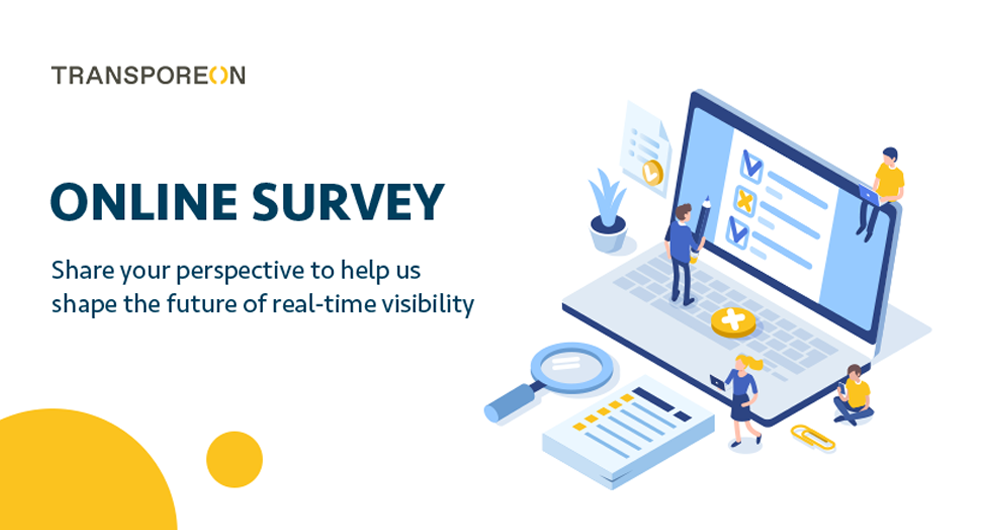 TRANSPOREON
ONLINE SURVEY
Share your perspective to help us
shape the future of real-time visibility